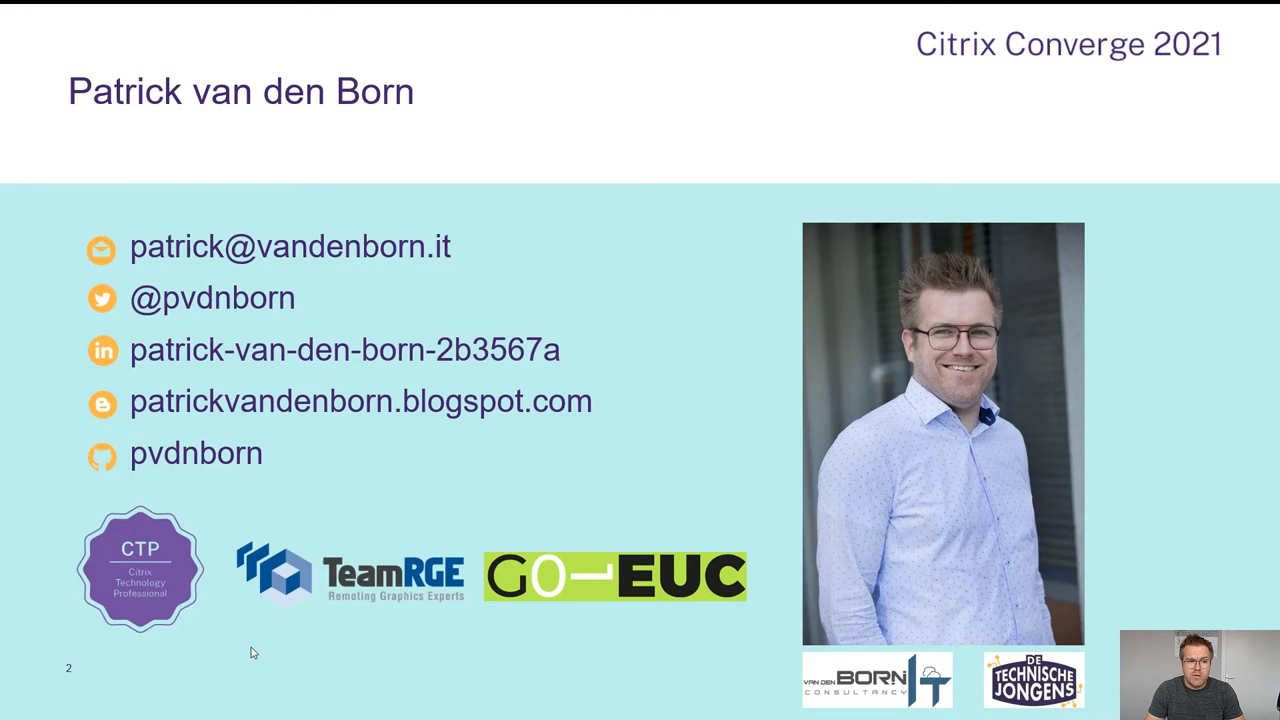 Citrix Converge 2021
Patrick van den Born
patrick@vandenborn.it
@pvdnborn
in patrick-van-den-born-2b3567a
patrickvandenborn.blogspot.com
pvdnborn
CTP
Citrix
Technology
Professional
TeamRGE
Remoting Graphics Experts
GO-EUC
VAN DEN BORN IT
CONSULTANCY
DE
TECHNISCHE
JONGENS
2